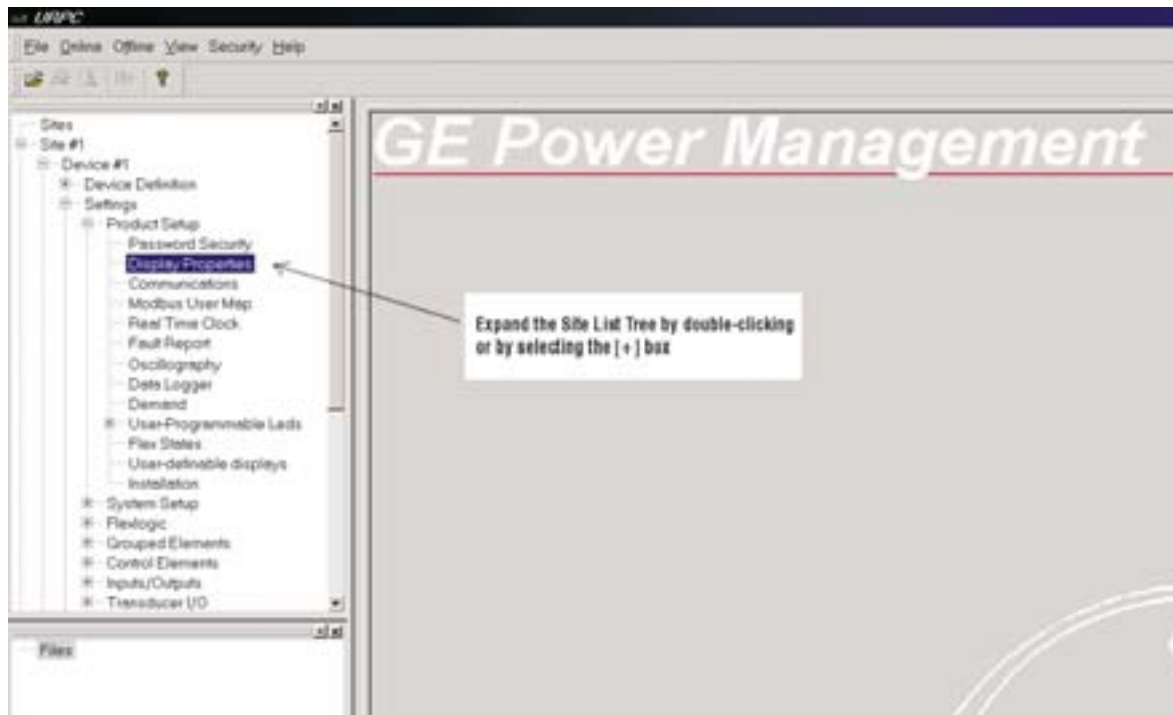 URPC
File Online Offline View Security Help
Sites
Site #1
Device #1
Device Definition
Settings
Product Setup
Password Security
Display Properties
Communications
Modbus User Map
Real Time Clock
Fault Report
Oscillography
Data Logger
Demand
User-Programmable Leds
Flex States
User-definable displays
Installation
System Setup
Flexlogic
Grouped Elements
Control Elements
Inputs/Outputs
Transducer I/O
Files
GE Power Management
Expand the Site List Tree by double-clicking
or by selecting the [+] box